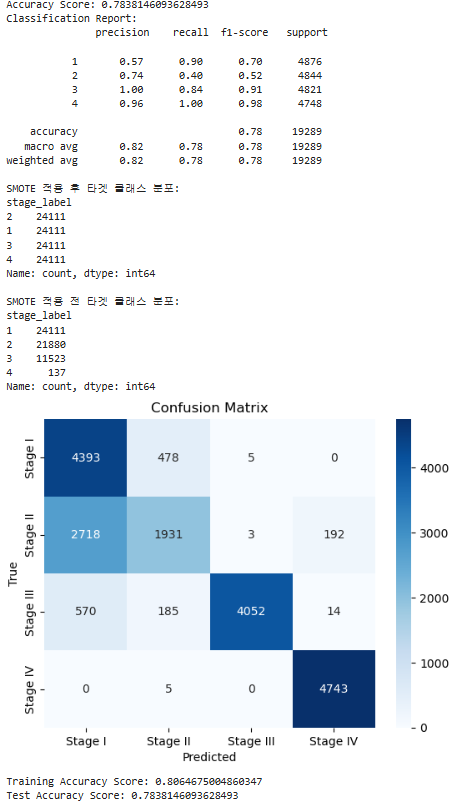 Accuracy Score: 0.7838146093628493
Classification Report:
precision recall f1-score support
1 0.57 0.90 0.70 4876
2 0.74 0.40 0.52 4844
3 1.00 0.84 0.91 4821
4 0.96 1.00 0.98 4748
accuracy 0.78 19289
macro avg 0.82 0.78 0.78 19289
weighted avg 0.82 0.78 0.78 19289
SMOTE 적용 후 타겟 클래스 분포:
stage_label
2 24111
1 24111
3 24111
4 24111
Name: count, dtype: int64
SMOTE 적용 전 타겟 클래스 분포:
stage_label
1 24111
2 21880
3 11523
4 137
Name: count, dtype: int64
Confusion Matrix
Stage I 4393 478 5 0
Stage II 2718 1931 3 192
Stage III 570 185 4052 14
Stage IV 0 5 0 4743
True
Stage I Stage II Stage III Stage IV
Predicted
4000
3000
2000
1000
0
Training Accuracy Score: 0.8064675004860347
Test Accuracy Score: 0.7838146093628493